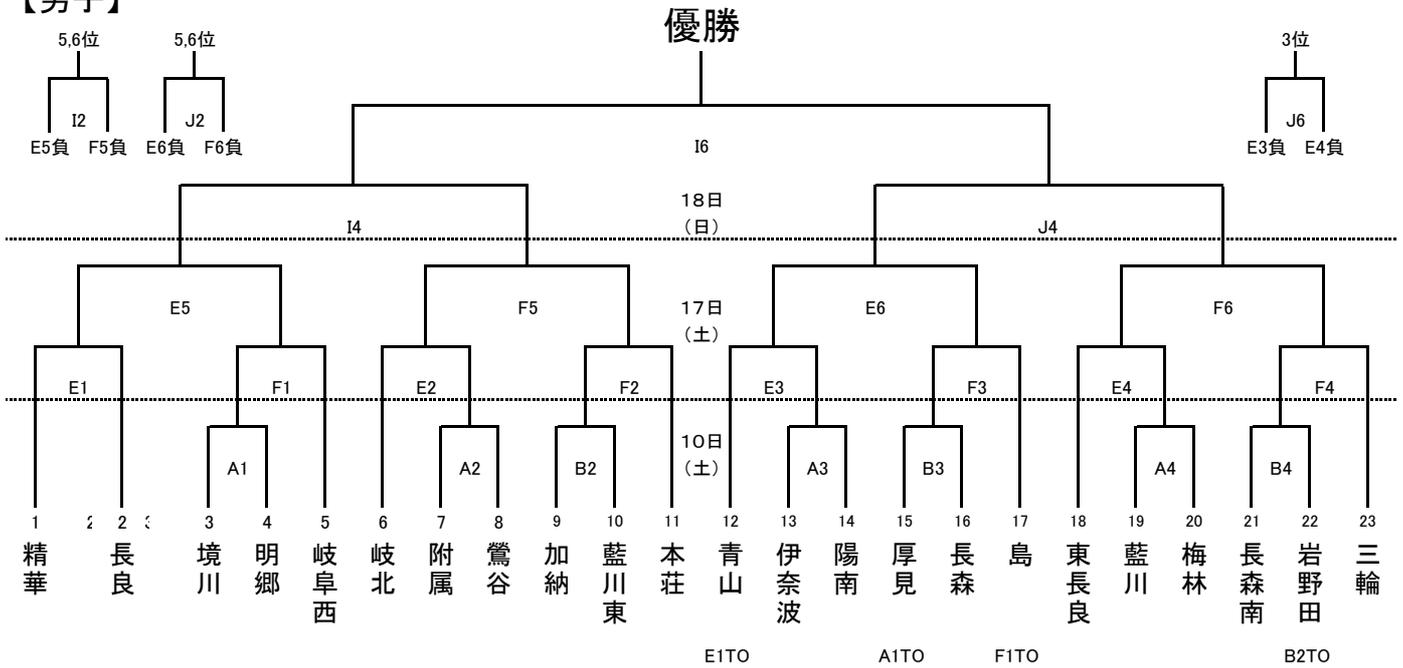 【男子】
優勝
5,6位 5,6位 3位
I2 J2 J6
E5負 F5負 E6負 F6負 E3負 E4負
I6
18日
(日)
I4 J4
E5 F5 E6 F6
17日
(土)
E1 F1 E2 F2 E3 F3 E4 F4
10日
(土)
A1 A2 B2 A3 B3 A4 B4
1 2 2 3 3 4 5 6 7 8 9 10 11 12 13 14 15 16 17 18 19 20 21 22 23
精華 長良 境川 明郷 岐阜西 岐北 附属 鶯谷 加納 藍川東 本荘 青山 伊奈波 陽南 厚見 長森 島 東長良 藍川 梅林 長森南 岩野田 三輪
E1TO A1TO F1TO B2TO